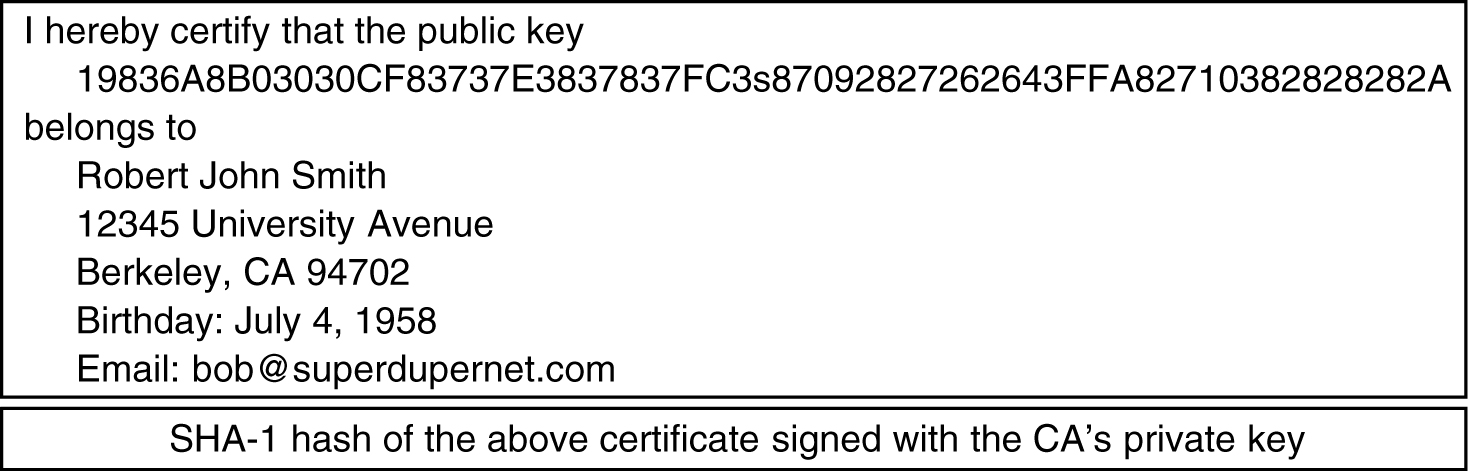 I hereby certify that the public key
19836A8B03030CF83737E3837837FC3s87092827262643FFA82710382828282A
belongs to
Robert John Smith
12345 University Avenue
Berkeley, CA 94702
Birthday: July 4, 1958
Email: bob@superdupernet.com
SHA-1 hash of the above certificate signed with the CA's private key